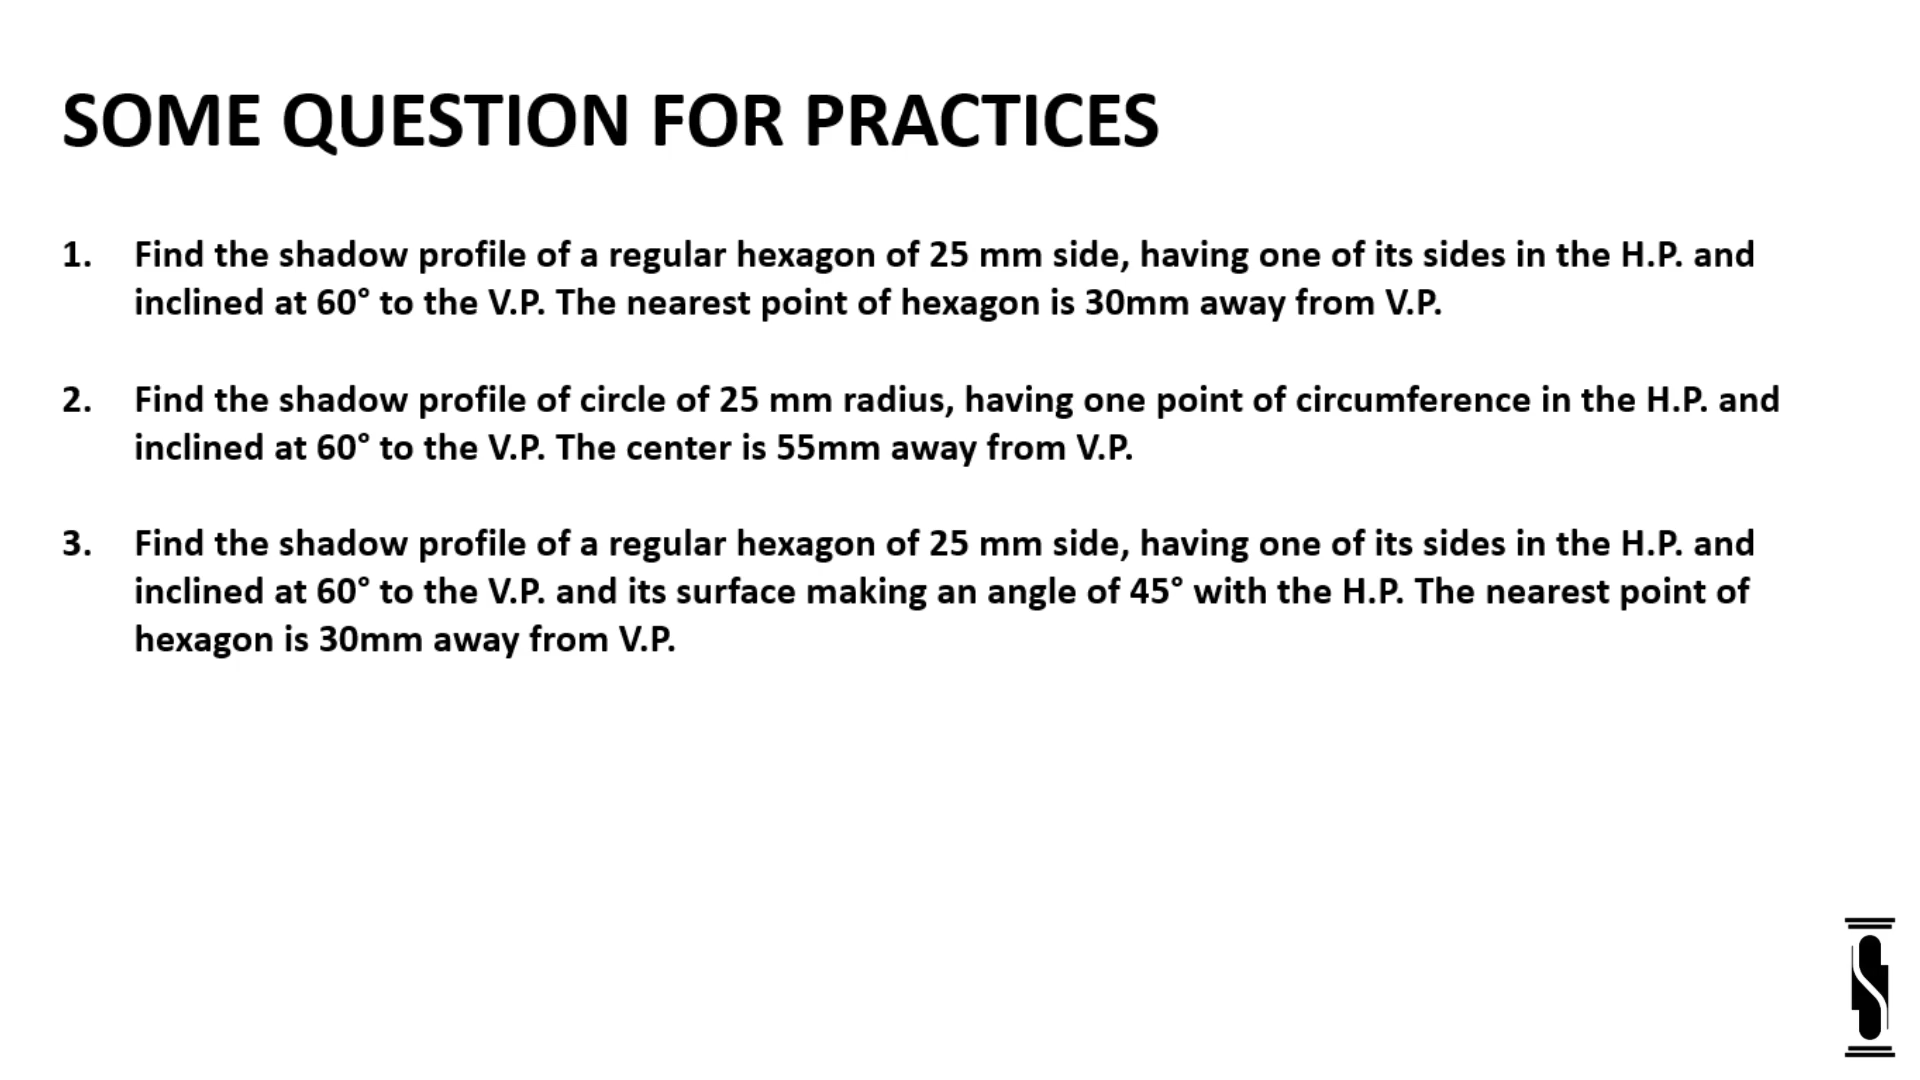 SOME QUESTION FOR PRACTICES
1. Find the shadow profile of a regular hexagon of 25 mm side, having one of its sides in the H.P. and
inclined at 60° to the V.P. The nearest point of hexagon is 30mm away from V.P.
2. Find the shadow profile of circle of 25 mm radius, having one point of circumference in the H.P. and
inclined at 60° to the V.P. The center is 55mm away from V.P.
3. Find the shadow profile of a regular hexagon of 25 mm side, having one of its sides in the H.P. and
inclined at 60° to the V.P. and its surface making an angle of 45° with the H.P. The nearest point of
hexagon is 30mm away from V.P.